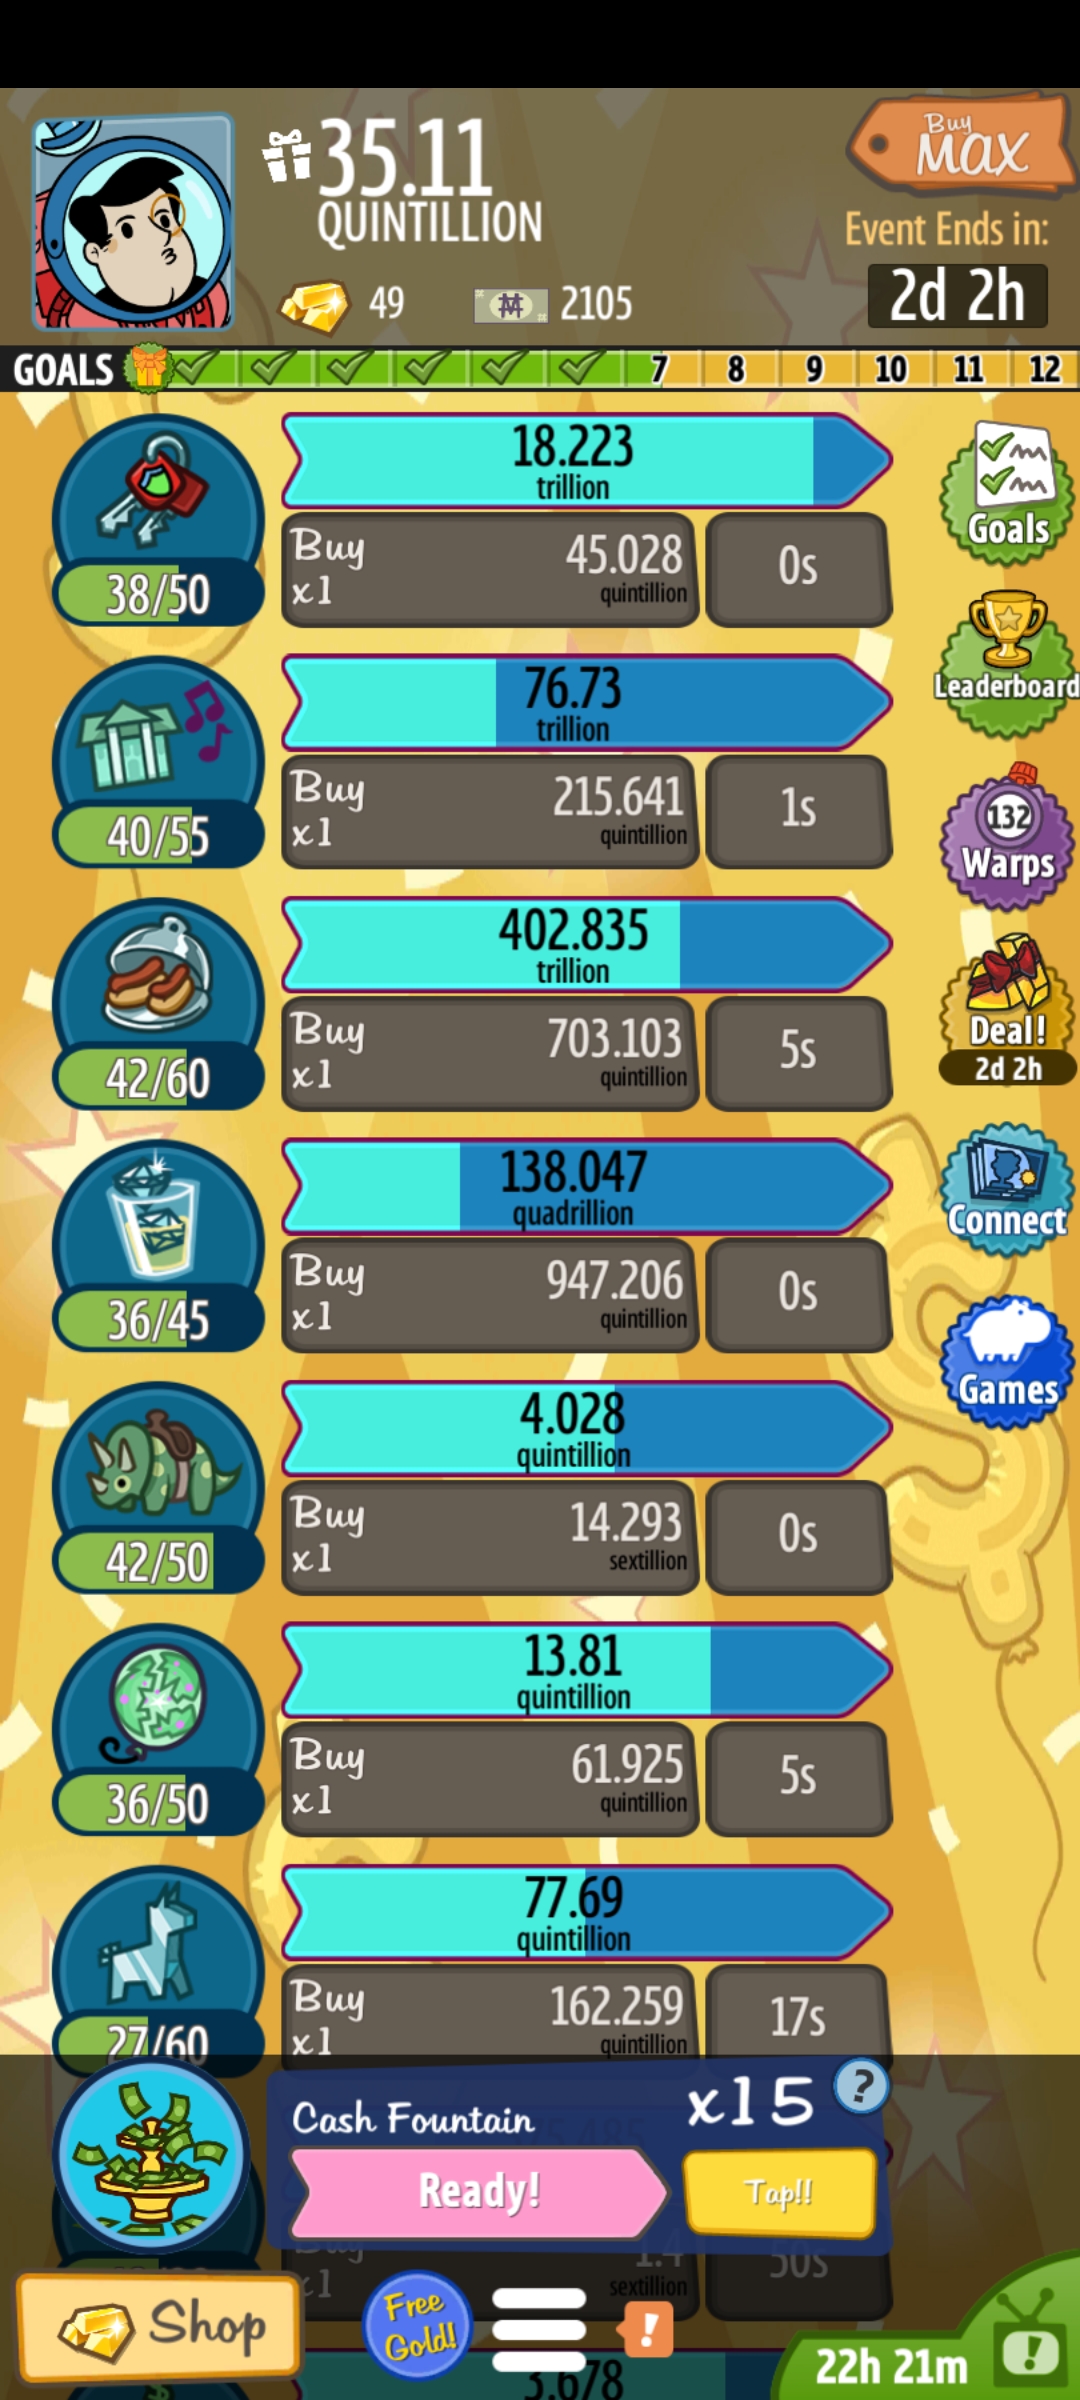 35.11
QUINTILLION
Buy
MAX
Event Ends in:
2d 2h
49
2105
GOALS
7 8 9 10 11 12
18.223
trillion
38/50
Buy
x1
45.028
quintillion
0s
Goals
76.73
trillion
40/55
Buy
x1
215.641
quintillion
1s
Leaderboard
132
Warps
402.835
trillion
42/60
Buy
x1
703.103
quintillion
5s
Deal!
2d 2h
138.047
quadrillion
36/45
Buy
x1
947.206
quintillion
0s
Connect
4.028
quintillion
42/50
Buy
x1
14.293
sextillion
0s
Games
13.81
quintillion
36/50
Buy
x1
61.925
quintillion
5s
77.69
quintillion
27/60
Buy
x1
162.259
quintillion
17s
Cash Fountain
x15
?
Ready!
Tap!!
Buy
x1
1.4
sextillion
50s
Shop
Free
Gold!
!
22h 21m
!
3.678